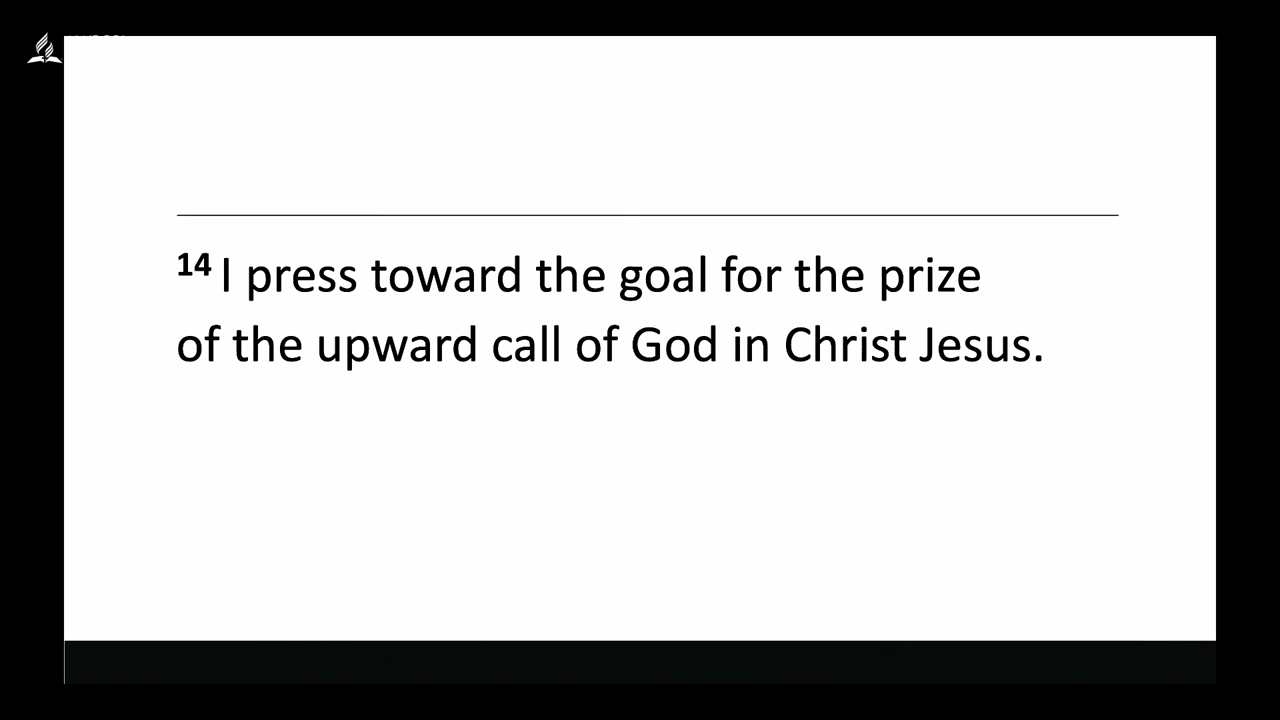 14 I press toward the goal for the prize
of the upward call of God in Christ Jesus.